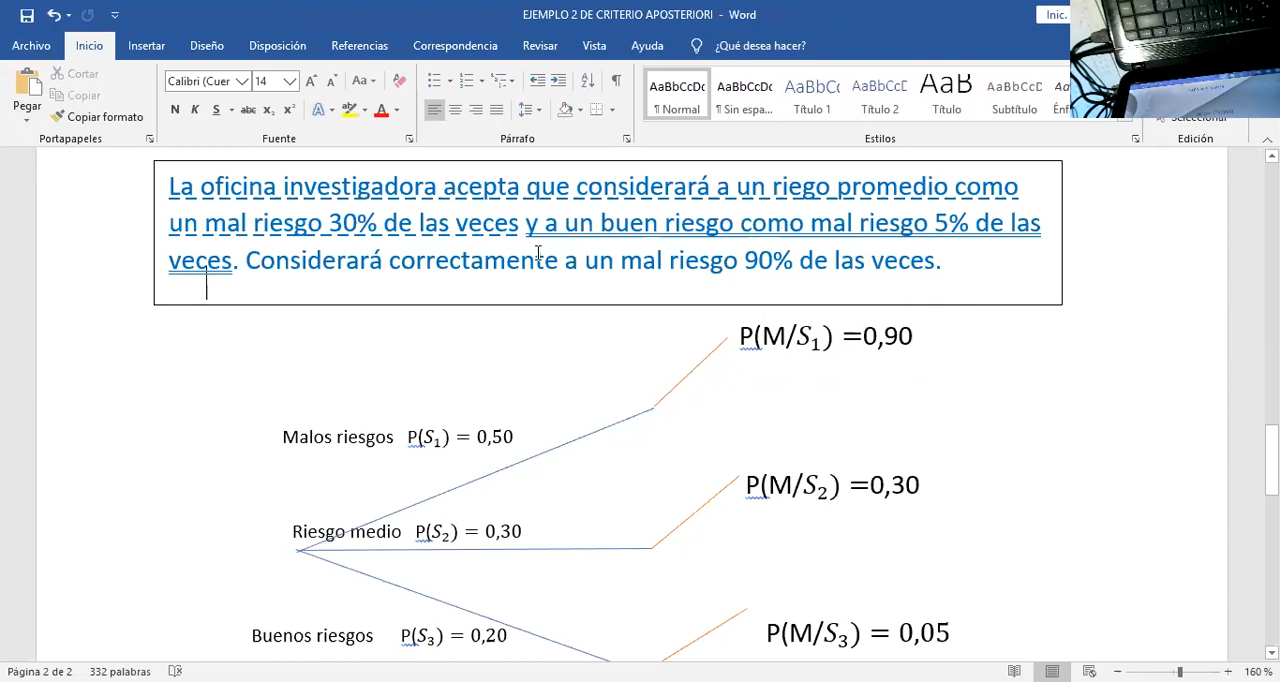 EJEMPLO 2 DE CRITERIO APOSTERIORI - Word
Inic.
Archivo Inicio Insertar Diseño Disposición Referencias Correspondencia Revisar Vista Ayuda ¿Qué desea hacer?
Pegar
Cortar
Copiar
Copiar formato
Portapapeles
Calibri (Cuer 14
Aa
N K S abc x₂ x²
Fuente
Párrafo
AaBbCcDc AaBbCcDc AaBbCc AaBbCcD AaB AaBbCcD
¶ Normal ¶ Sin espa... Título 1 Título 2 Título Subtítulo
Estilos
Edición
La oficina investigadora acepta que considerará a un riego promedio como
un mal riesgo 30% de las veces y a un buen riesgo como mal riesgo 5% de las
veces. Considerará correctamente a un mal riesgo 90% de las veces.
P(M/S₁) =0,90
Malos riesgos P(S₁) = 0,50
P(M/S₂) =0,30
Riesgo medio P(S₂) = 0,30
P(M/S₃) = 0,05
Buenos riesgos P(S₃) = 0,20
Página 2 de 2 332 palabras
160 %